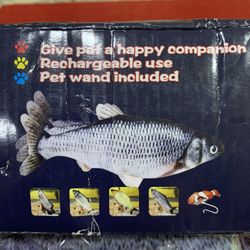 Give pet a happy companion
Rechargeable use
Pet wand included